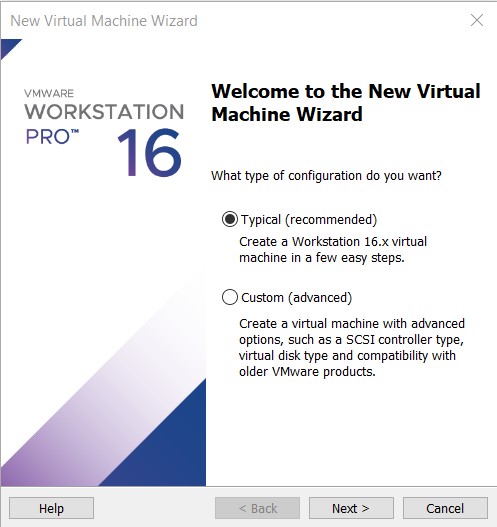 New Virtual Machine Wizard
VMWARE
WORKSTATION
PRO™ 16
Welcome to the New Virtual
Machine Wizard
What type of configuration do you want?
Typical (recommended)
Create a Workstation 16.x virtual
machine in a few easy steps.
Custom (advanced)
Create a virtual machine with advanced
options, such as a SCSI controller type,
virtual disk type and compatibility with
older VMware products.
Help
< Back
Next >
Cancel